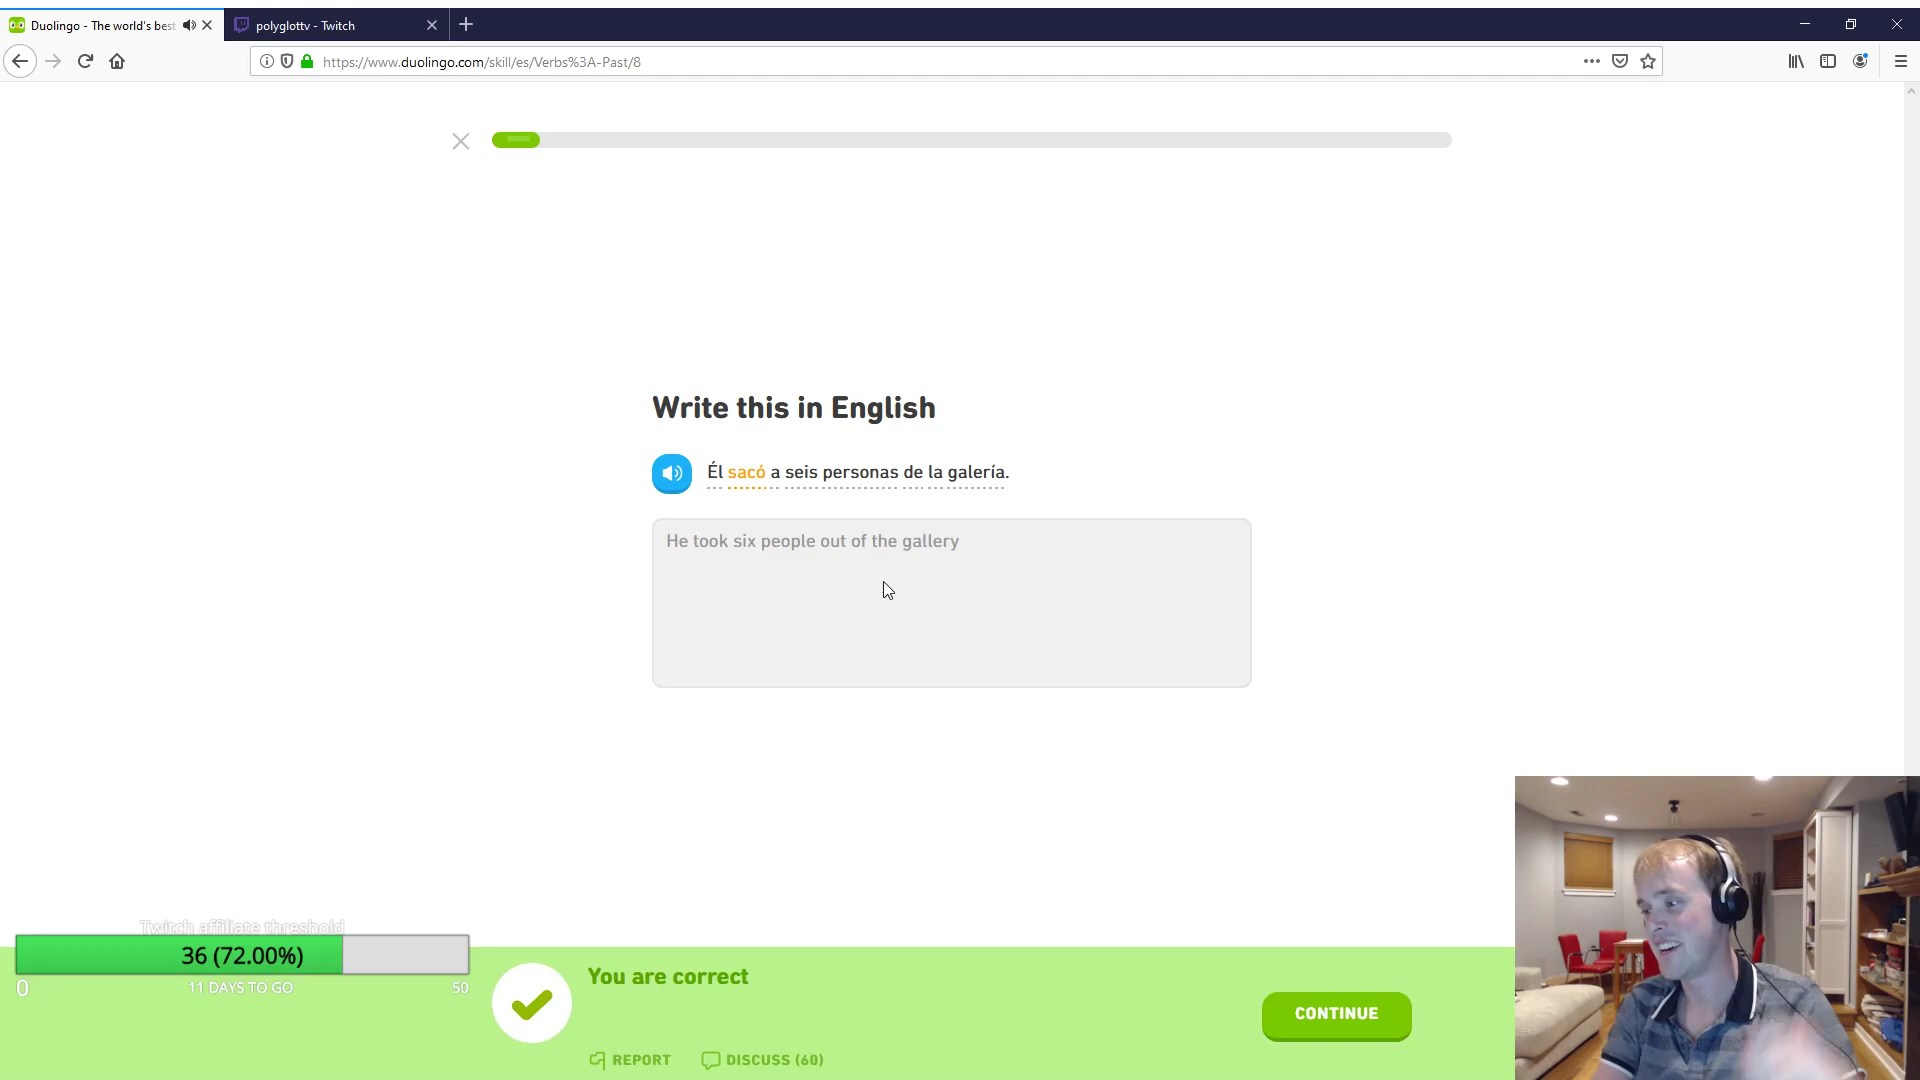 Duolingo - The world's best
polyglottv - Twitch
https://www.duolingo.com/skill/es/Verbs%3A-Past/8
Write this in English
Él sacó a seis personas de la galería.
He took six people out of the gallery
Twitch affiliate threshold
36 (72.00%)
0
11 DAYS TO GO
50
You are correct
CONTINUE
REPORT
DISCUSS (60)